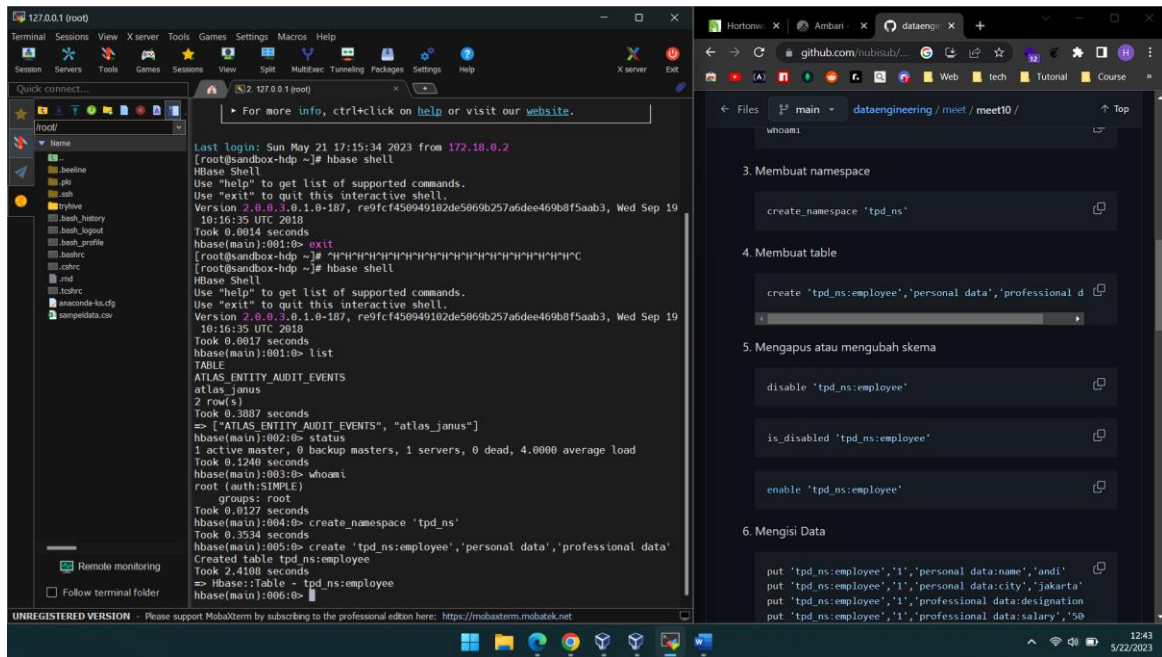 127.0.0.1 (root)
Terminal Sessions View X server Tools Games Settings Macros Help
Session Servers Tools Games Sessions View Split MultiExec Tunneling Packages Settings Help X server Exit
Quick connect...
2. 127.0.0.1 (root)
/root/
Name
..
.beeline
.pki
.ssh
tryhive
.bash_history
.bash_logout
.bash_profile
.bashrc
.cshrc
.rnd
.tcshrc
anaconda-ks.cfg
sampeldata.csv
Remote monitoring
Follow terminal folder
► For more info, ctrl+click on help or visit our website.
Last login: Sun May 21 17:15:34 2023 from 172.18.0.2
[root@sandbox-hdp ~]# hbase shell
HBase Shell
Use "help" to get list of supported commands.
Use "exit" to quit this interactive shell.
Version 2.0.0.3.0.1.0-187, re9fcf450949102de5069b257a6dee469b8f5aab3, Wed Sep 19
10:16:35 UTC 2018
Took 0.0014 seconds
hbase(main):001:0> exit
[root@sandbox-hdp ~]# ^H^H^H^H^H^H^H^H^H^H^H^H^H^H^H^H^H^H^H^H^C
[root@sandbox-hdp ~]# hbase shell
HBase Shell
Use "help" to get list of supported commands.
Use "exit" to quit this interactive shell.
Version 2.0.0.3.0.1.0-187, re9fcf450949102de5069b257a6dee469b8f5aab3, Wed Sep 19
10:16:35 UTC 2018
Took 0.0017 seconds
hbase(main):001:0> list
TABLE
ATLAS_ENTITY_AUDIT_EVENTS
atlas_janus
2 row(s)
Took 0.3887 seconds
=> ["ATLAS_ENTITY_AUDIT_EVENTS", "atlas_janus"]
hbase(main):002:0> status
1 active master, 0 backup masters, 1 servers, 0 dead, 4.0000 average load
Took 0.1240 seconds
hbase(main):003:0> whoami
root (auth:SIMPLE)
groups: root
Took 0.0127 seconds
hbase(main):004:0> create_namespace 'tpd_ns'
Took 0.3534 seconds
hbase(main):005:0> create 'tpd_ns:employee','personal data','professional data'
Created table tpd_ns:employee
Took 2.4108 seconds
=> Hbase::Table - tpd_ns:employee
hbase(main):006:0>
UNREGISTERED VERSION - Please support MobaXterm by subscribing to the professional edition here: https://mobaxterm.mobatek.net
Hortonw Ambari - dataengin
github.com/nubisub/...
Web tech Tutorial Course »
Files main dataengineering / meet / meet10 / Top
whoami
3. Membuat namespace
create_namespace 'tpd_ns'
4. Membuat table
create 'tpd_ns:employee','personal data','professional d
5. Mengapus atau mengubah skema
disable 'tpd_ns:employee'
is_disabled 'tpd_ns:employee'
enable 'tpd_ns:employee'
6. Mengisi Data
put 'tpd_ns:employee','1','personal data:name','andi'
put 'tpd_ns:employee','1','personal data:city','jakarta'
put 'tpd_ns:employee','1','professional data:designation
put 'tpd_ns:employee','1','professional data:salary','50
12:43
5/22/2023